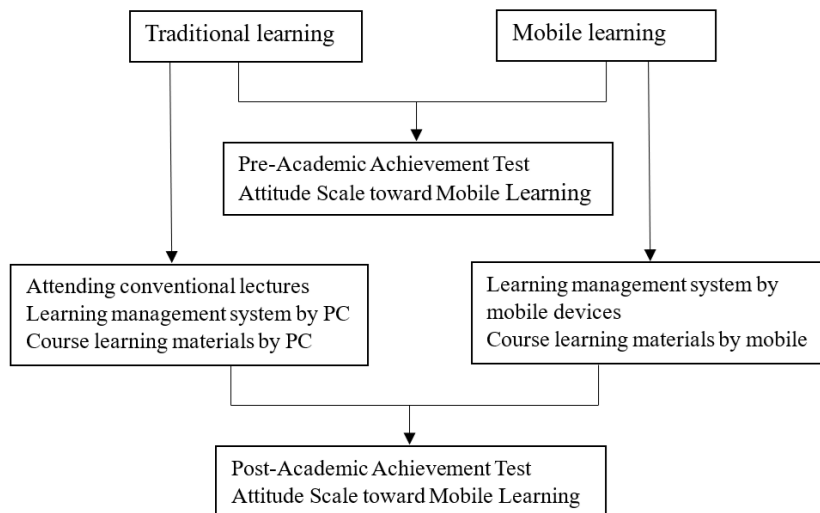 Traditional learning
Mobile learning
Pre-Academic Achievement Test
Attitude Scale toward Mobile Learning
Attending conventional lectures
Learning management system by PC
Course learning materials by PC
Learning management system by
mobile devices
Course learning materials by mobile
Post-Academic Achievement Test
Attitude Scale toward Mobile Learning